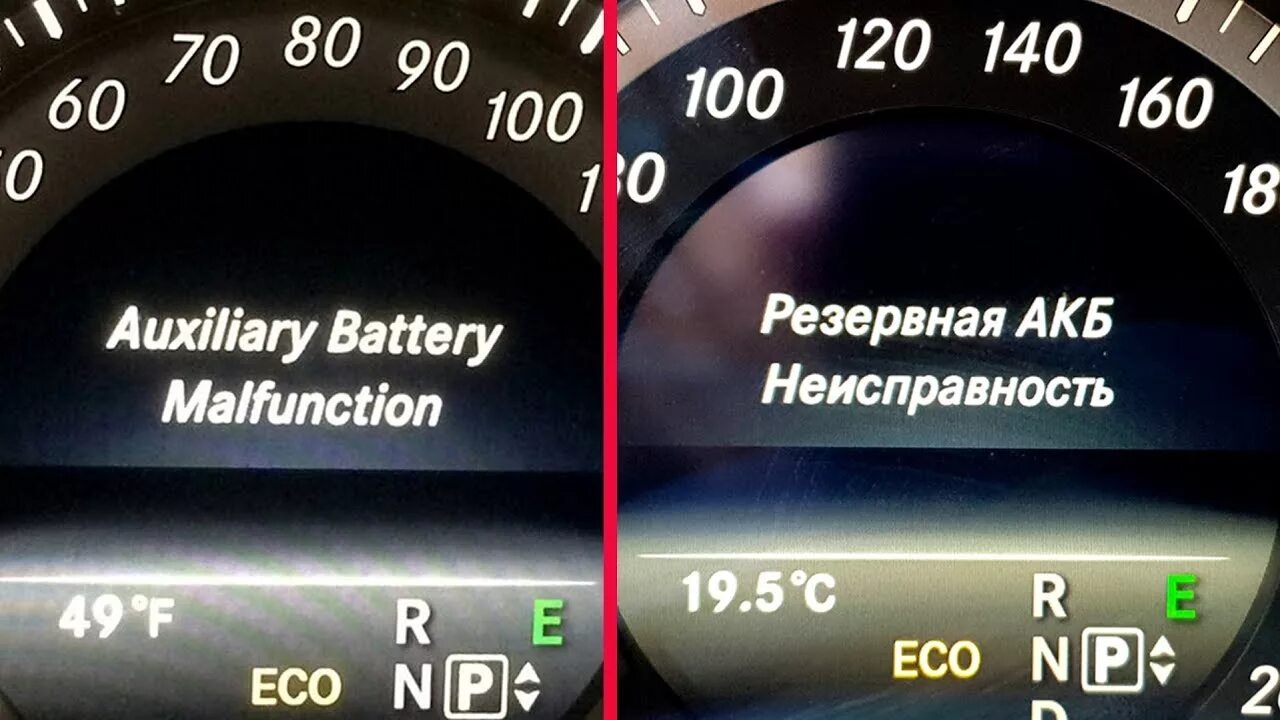 60 70 80 90 100
Auxiliary Battery
Malfunction
49°F
R E
ECO N P
80 100 120 140 160
Резервная АКБ
Неисправность
19.5°C
R E
ECO N P
D